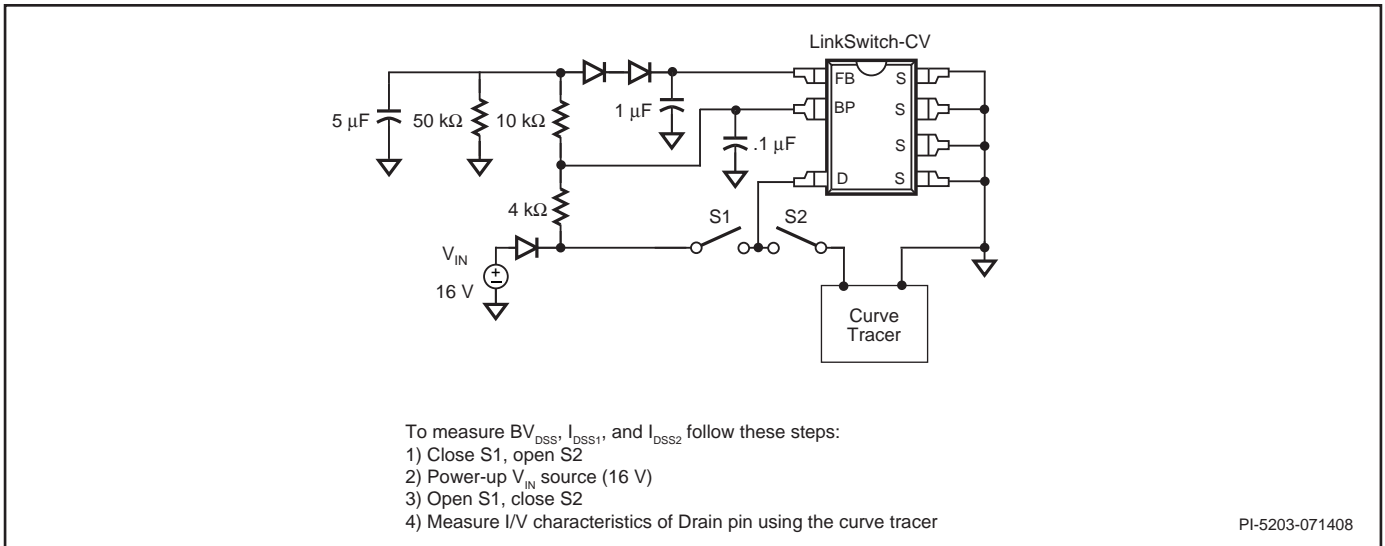 LinkSwitch-CV
FB S
BP S
S
D S
5 µF
50 kΩ
10 kΩ
1 µF
.1 µF
4 kΩ
S1
S2
VIN
16 V
Curve
Tracer
To measure BVDSS, IDSS1, and IDSS2 follow these steps:
1) Close S1, open S2
2) Power-up VIN source (16 V)
3) Open S1, close S2
4) Measure I/V characteristics of Drain pin using the curve tracer
PI-5203-071408